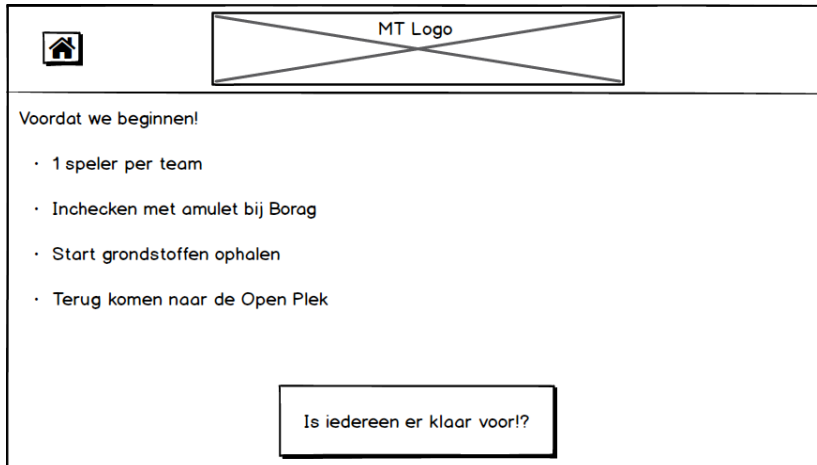 MT Logo
Voordat we beginnen!
· 1 speler per team
· Inchecken met amulet bij Borag
· Start grondstoffen ophalen
· Terug komen naar de Open Plek
Is iedereen er klaar voor!?